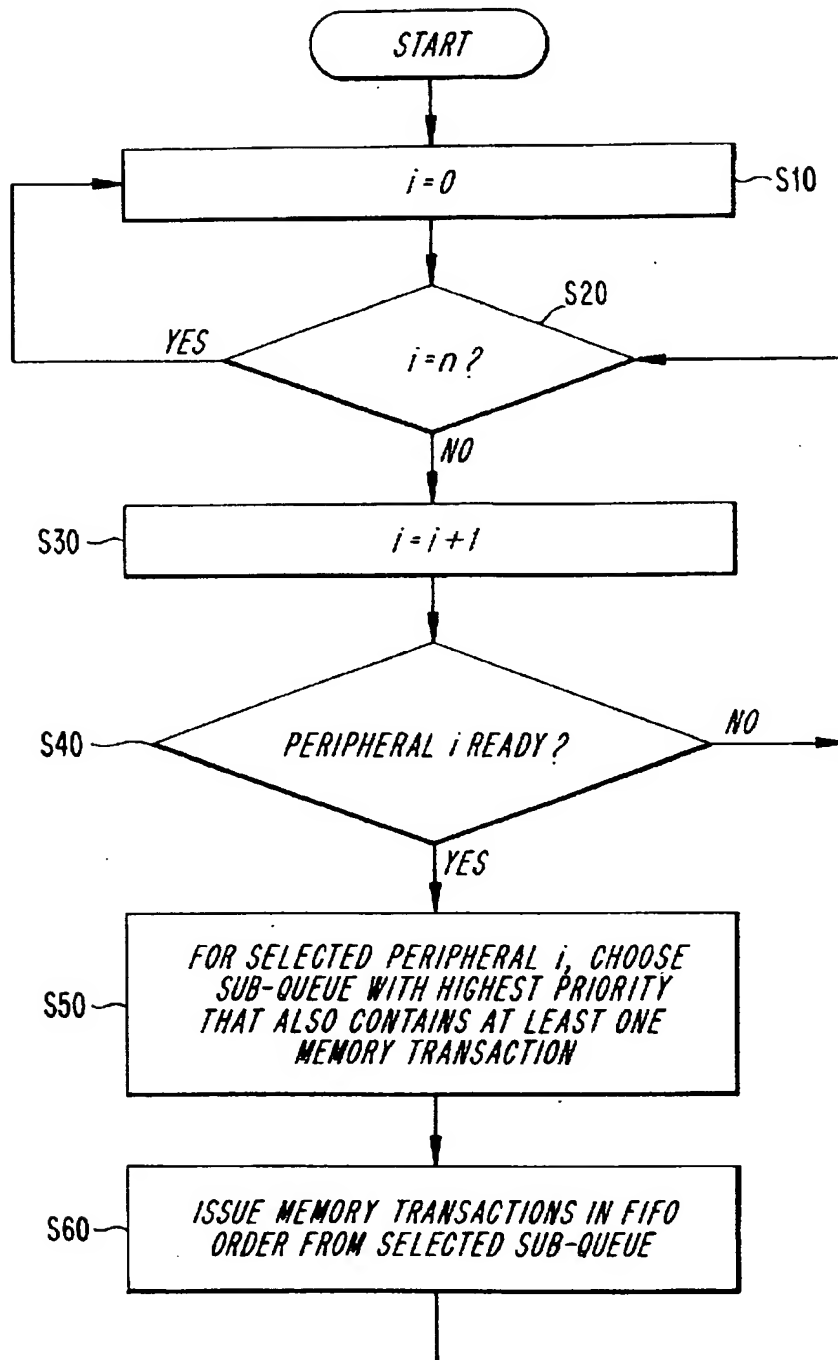 START
i=0
S10
S20
YES
i=n?
NO
S30
i=i+1
S40
PERIPHERAL i READY?
NO
YES
S50
FOR SELECTED PERIPHERAL i, CHOOSE
SUB-QUEUE WITH HIGHEST PRIORITY
THAT ALSO CONTAINS AT LEAST ONE
MEMORY TRANSACTION
S60
ISSUE MEMORY TRANSACTIONS IN FIFO
ORDER FROM SELECTED SUB-QUEUE